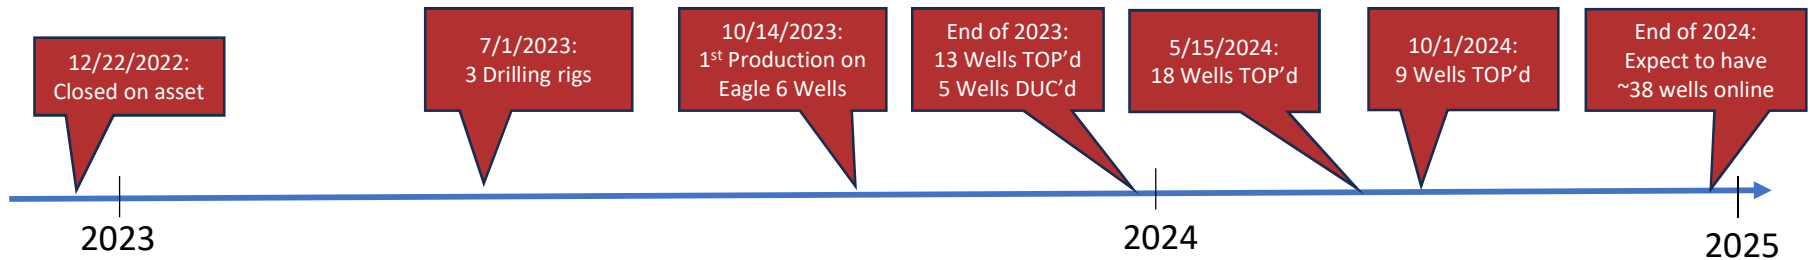 12/22/2022:
Closed on asset
7/1/2023:
3 Drilling rigs
10/14/2023:
1st Production on
Eagle 6 Wells
End of 2023:
13 Wells TOP’d
5 Wells DUC’d
5/15/2024:
18 Wells TOP’d
10/1/2024:
9 Wells TOP’d
End of 2024:
Expect to have
~38 wells online
2023
2024
2025